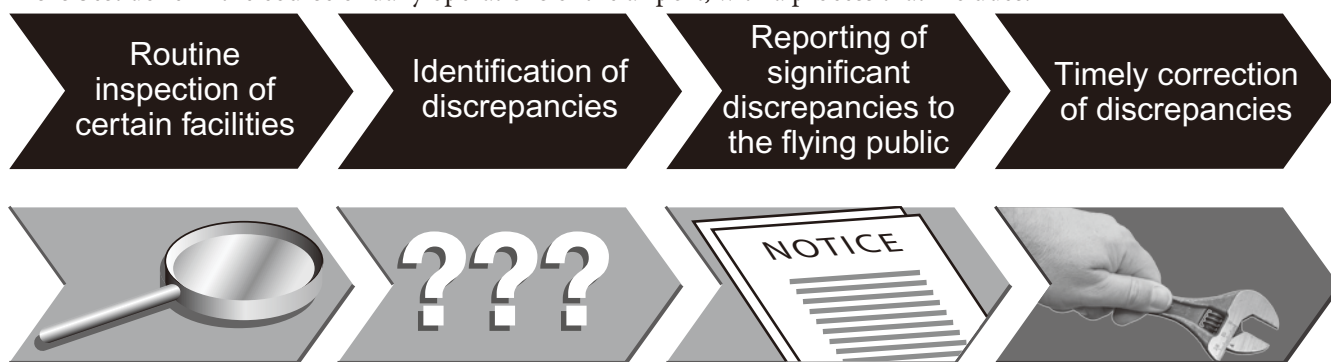 Routine
inspection of
certain facilities
Identification of
discrepancies
Reporting of
significant
discrepancies to
the flying public
Timely correction
of discrepancies
???
NOTICE